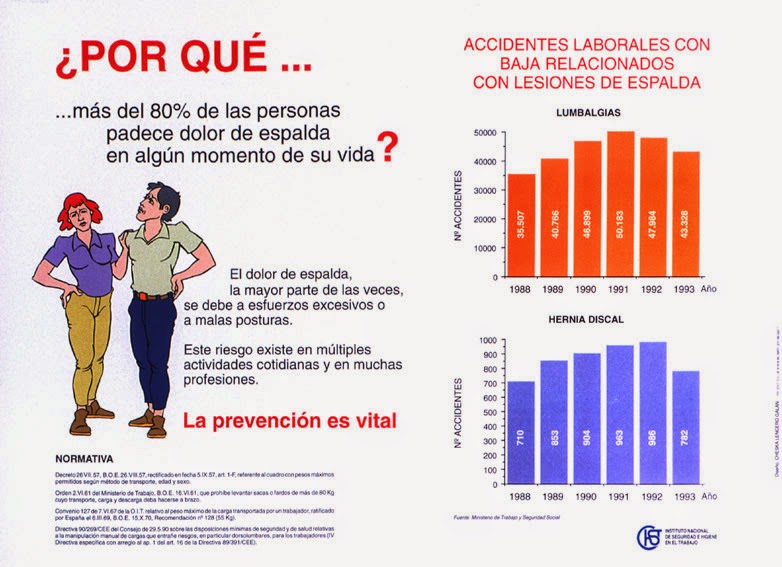 ¿POR QUÉ ...
...más del 80% de las personas
padece dolor de espalda
en algún momento de su vida ?
El dolor de espalda,
la mayor parte de las veces,
se debe a esfuerzos excesivos o
a malas posturas.
Este riesgo existe en múltiples
actividades cotidianas y en muchas
profesiones.
La prevención es vital
NORMATIVA
Decreto 26.VII.57, B.O.E. 26.VIII.57, rectificado en fecha 5.IX.57, art. 1-F, referente al cuadro con pesos máximos
permitidos según método de transporte, edad y sexo.
Orden 2.VI.61 del Ministerio de Trabajo, B.O.E. 16.VI.61, que prohíbe levantar sacas o fardos de más de 80 Kg
cuyo transporte, carga y descarga deba hacerse a brazo.
Convenio 127 de 7.VI.67 de la O.I.T. relativo al peso máximo de la carga transportada por un trabajador, ratificado
por España el 6.III.69, B.O.E. 15.X.70, Recomendación nº 128 (55 Kg).
Directiva 90/269/CEE del Consejo de 29.5.90 sobre las disposiciones mínimas de seguridad y de salud relativas
a la manipulación manual de cargas que entrañe riesgos, en particular dorsolumbares, para los trabajadores (IV
Directiva específica con arreglo al ap. 1 del art. 16 de la Directiva 89/391/CEE).
ACCIDENTES LABORALES CON
BAJA RELACIONADOS
CON LESIONES DE ESPALDA
LUMBALGIAS
Nº ACCIDENTES
50000
40000
30000
20000
10000
0
35.507
40.766
46.899
50.183
47.984
43.328
1988 1989 1990 1991 1992 1993 Año
HERNIA DISCAL
Nº ACCIDENTES
1000
900
800
700
600
500
400
300
200
100
0
710
853
904
963
986
782
1988 1989 1990 1991 1992 1993 Año
Fuente: Ministerio de Trabajo y Seguridad Social
INSTITUTO NACIONAL
DE SEGURIDAD E HIGIENE
EN EL TRABAJO
Diseño: CHESKA LENCERO GALÁN